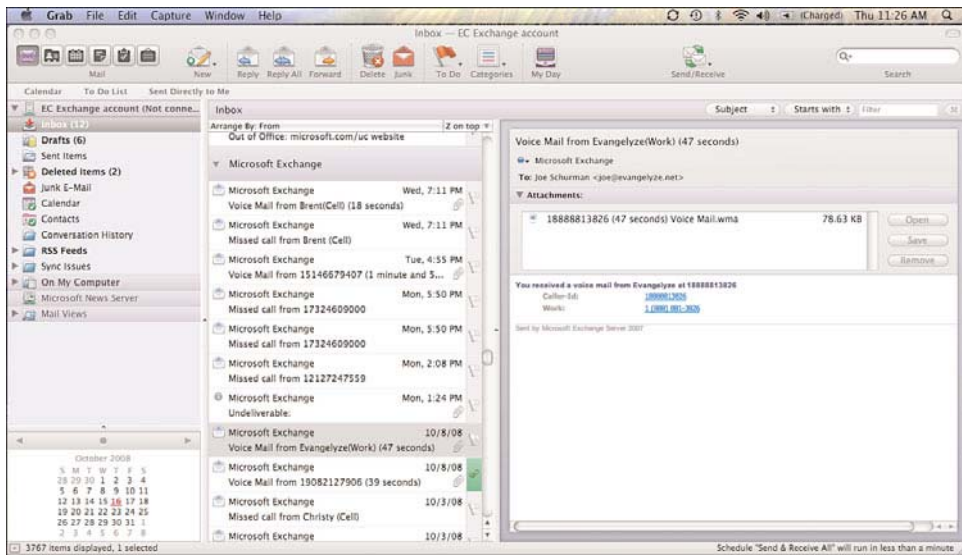 Grab File Edit Capture Window Help (Charged) Thu 11:26 AM
Inbox — EC Exchange account
Mail New Reply Reply All Forward Delete Junk To Do Categories My Day Send/Receive Search
Calendar To Do List Sent Directly to Me
EC Exchange account (Not conne...
Inbox (12)
Drafts (6)
Sent Items
Deleted Items (2)
Junk E-Mail
Calendar
Contacts
Conversation History
RSS Feeds
Sync Issues
On My Computer
Microsoft News Server
Mail Views
October 2008
S M T W T F S
28 29 30 1 2 3 4
5 6 7 8 9 10 11
12 13 14 15 16 17 18
19 20 21 22 23 24 25
26 27 28 29 30 31 1
2 3 4 5 6 7 8
Inbox
Subject Starts with Filter
Arrange By: From Z on top
Out of Office: microsoft.com/uc website
Microsoft Exchange
Microsoft Exchange Wed, 7:11 PM
Voice Mail from Brent(Cell) (18 seconds)
Microsoft Exchange Wed, 7:11 PM
Missed call from Brent (Cell)
Microsoft Exchange Tue, 4:55 PM
Voice Mail from 15146679407 (1 minute and 5...
Microsoft Exchange Mon, 5:50 PM
Missed call from 17324609000
Microsoft Exchange Mon, 5:50 PM
Missed call from 17324609000
Microsoft Exchange Mon, 2:08 PM
Missed call from 12127247559
Microsoft Exchange Mon, 1:24 PM
Undeliverable:
Microsoft Exchange 10/8/08
Voice Mail from Evangelyze(Work) (47 seconds)
Microsoft Exchange 10/8/08
Voice Mail from 19082127906 (39 seconds)
Microsoft Exchange 10/3/08
Missed call from Christy (Cell)
Microsoft Exchange 10/3/08
Voice Mail from Evangelyze(Work) (47 seconds)
Microsoft Exchange
To: Joe Schurman <joe@evangelyze.net>
Attachments:
18888813826 (47 seconds) Voice Mail.wma 78.63 KB
Open
Save
Remove
You received a voice mail from Evangelyze at 18888813826
Caller-Id: 18888813826
Work:
Sent by Microsoft Exchange Server 2007
3767 items displayed, 1 selected
Schedule "Send & Receive All" will run in less than a minute